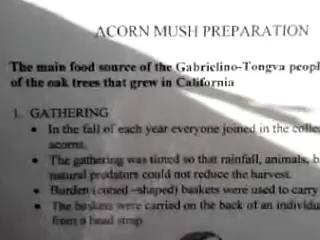 ACORN MUSH PREPARATION
The main food source of the Gabrielino-Tongva peopl
of the oak trees that grew in California
1. GATHERING
• In the fall of each year everyone joined in the collec
acorns.
• The gathering was timed so that rainfall, animals, b
natural predators could not reduce the harvest.
• Burden (coned –shaped) baskets were used to carry
• The baskets were carried on the back of an individu
from a head strap